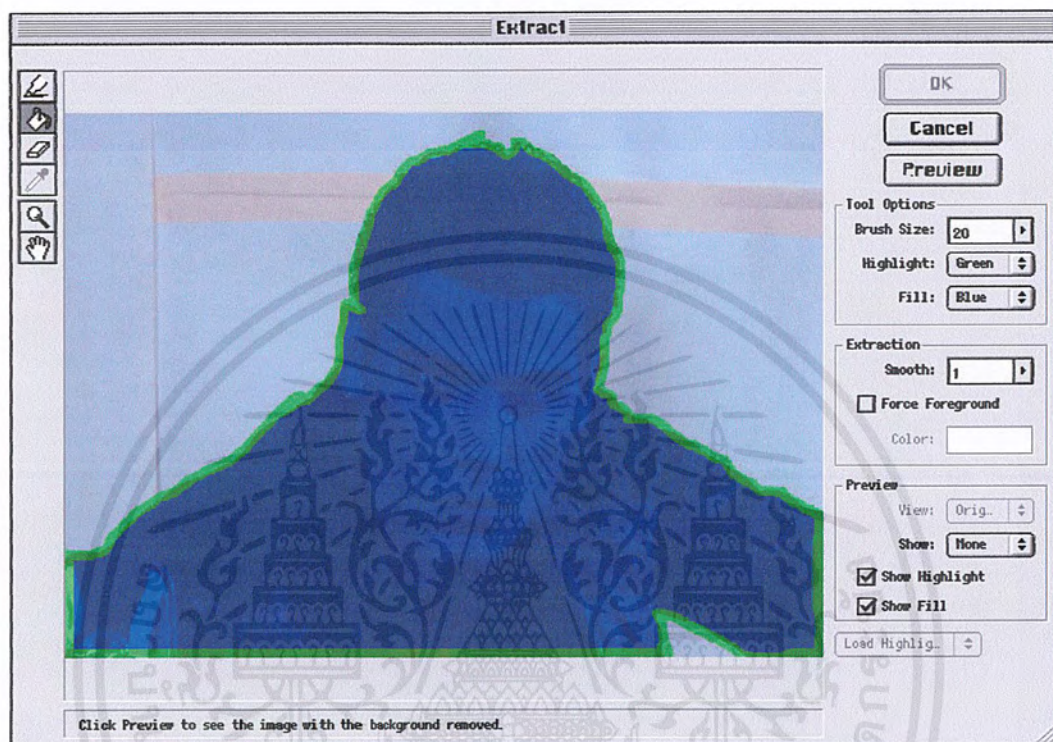 Extract
OK
Cancel
Preview
Tool Options
Brush Size: 20
Highlight: Green
Fill: Blue
Extraction
Smooth: 1
Force Foreground
Color:
Preview
View: Orig..
Show: None
Show Highlight
Show Fill
Load Highlig..
Click Preview to see the image with the background removed.